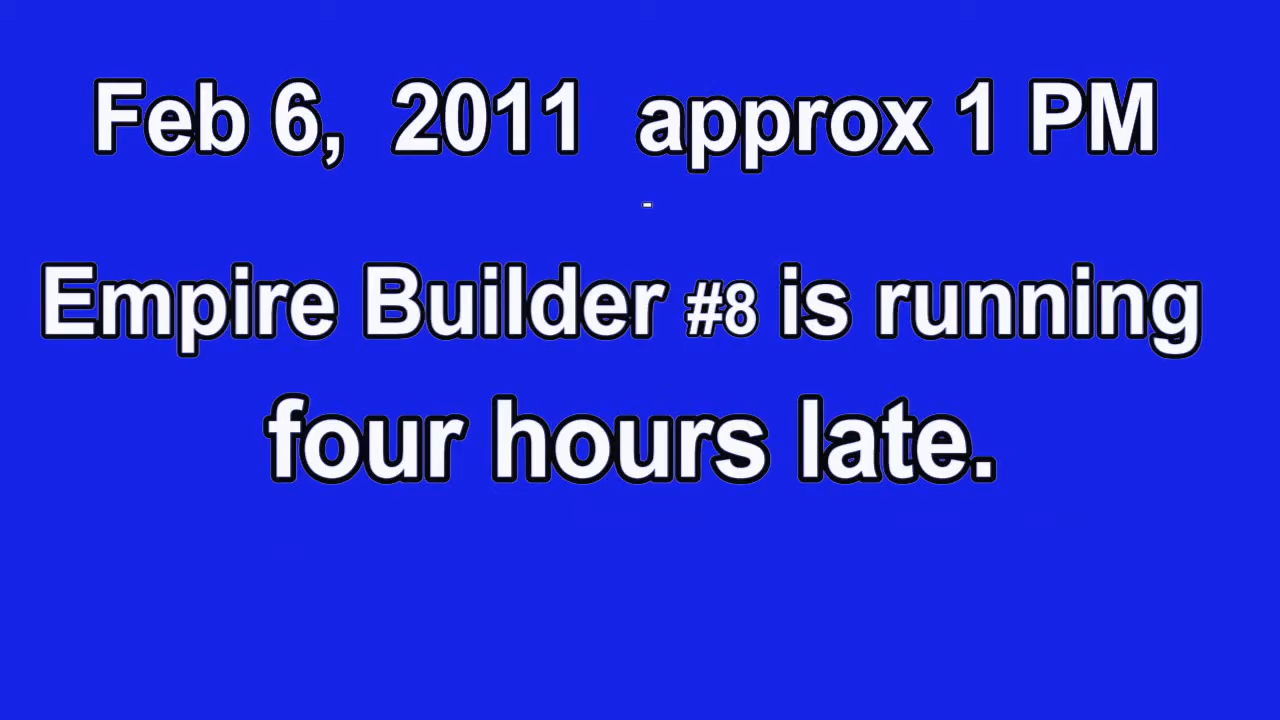 Feb 6, 2011 approx 1 PM
-
Empire Builder #8 is running
four hours late.